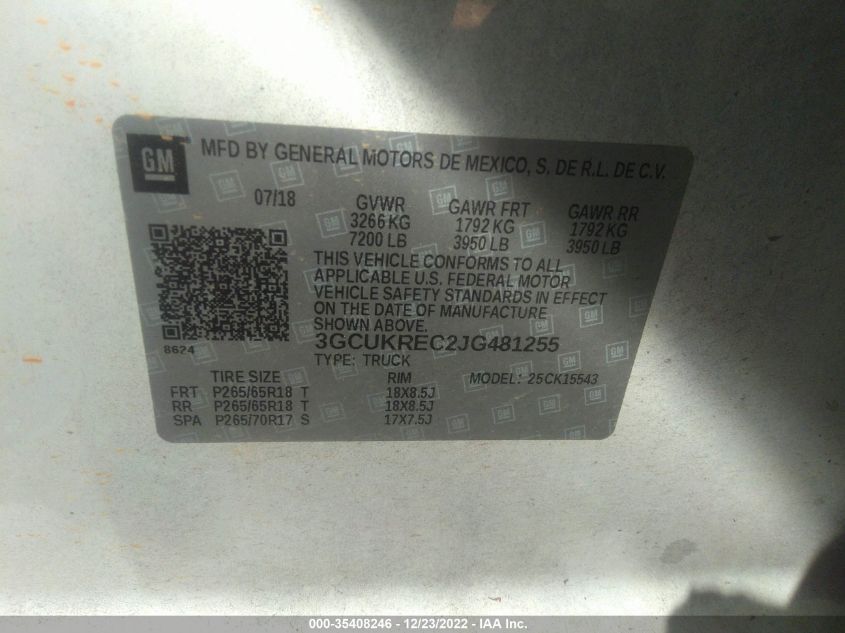 GM MFD BY GENERAL MOTORS DE MEXICO, S. DE R.L. DE C.V.
07/18 GVWR GAWR FRT GAWR RR
3266 KG 1792 KG 1792 KG
7200 LB 3950 LB 3950 LB
THIS VEHICLE CONFORMS TO ALL
APPLICABLE U.S. FEDERAL MOTOR
VEHICLE SAFETY STANDARDS IN EFFECT
ON THE DATE OF MANUFACTURE
SHOWN ABOVE.
8624 3GCUKREC2JG481255
TYPE: TRUCK
TIRE SIZE RIM MODEL: 25CK15543
FRT P265/65R18 T 18X8.5J
RR P265/65R18 T 18X8.5J
SPA P265/70R17 S 17X7.5J
000-35408246 - 12/23/2022 - IAA Inc.